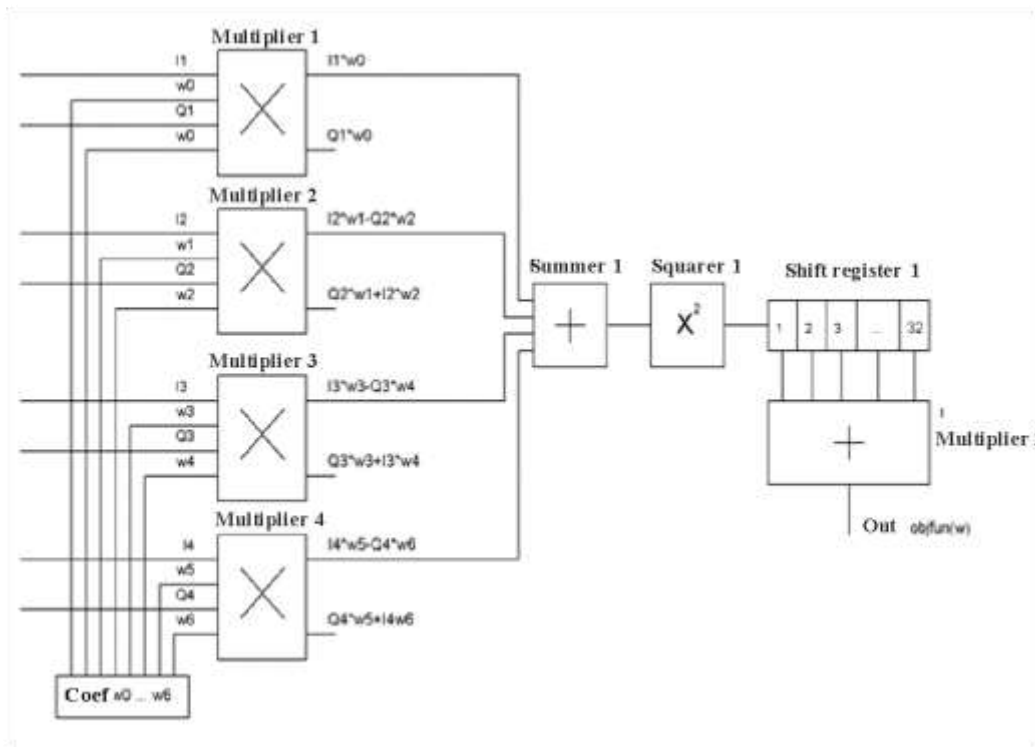 Multiplier 1
I1
w0
Q1
w0
I1*w0
Q1*w0
Multiplier 2
I2
w1
Q2
w2
I2*w1-Q2*w2
Q2*w1+I2*w2
Multiplier 3
I3
w3
Q3
w4
I3*w3-Q3*w4
Q3*w3+I3*w4
Multiplier 4
I4
w5
Q4
w6
I4*w5-Q4*w6
Q4*w5+I4w6
Coef w0 ... w6
Summer 1
+
Squarer 1
X²
Shift register 1
1 2 3 ... 32
+
Multiplier
Out objfun(w)